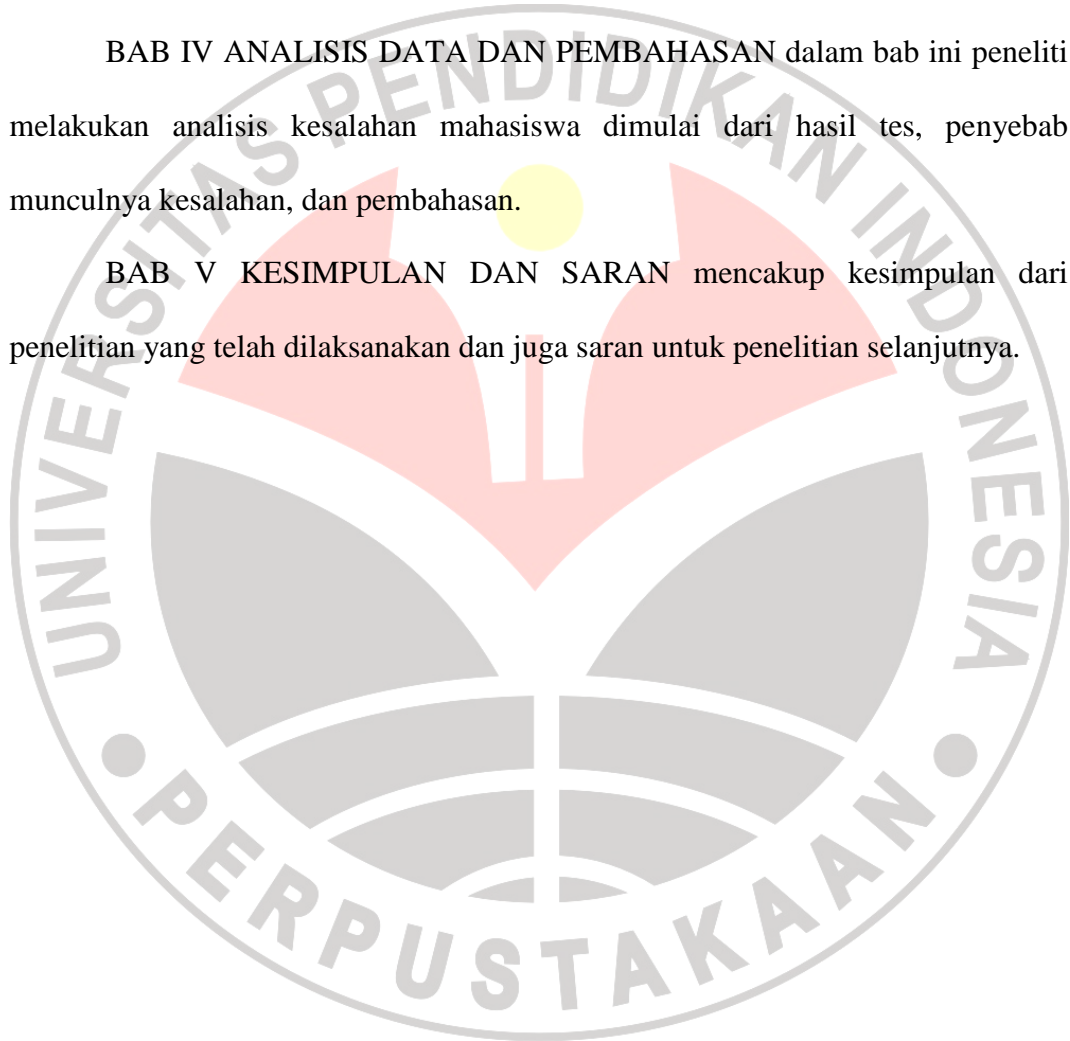 BAB IV ANALISIS DATA DAN PEMBAHASAN dalam bab ini peneliti
melakukan analisis kesalahan mahasiswa dimulai dari hasil tes, penyebab
munculnya kesalahan, dan pembahasan.
BAB V KESIMPULAN DAN SARAN mencakup kesimpulan dari
penelitian yang telah dilaksanakan dan juga saran untuk penelitian selanjutnya.
UNIVERSITAS PENDIDIKAN INDONESIA
PERPUSTAKAAN